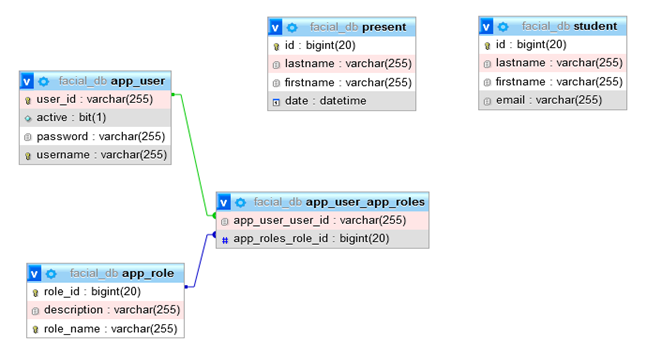 v facial_db present
id : bigint(20)
lastname : varchar(255)
firstname : varchar(255)
date : datetime
v facial_db student
id : bigint(20)
lastname : varchar(255)
firstname : varchar(255)
email : varchar(255)
v facial_db app_user
user_id : varchar(255)
active : bit(1)
password : varchar(255)
username : varchar(255)
v facial_db app_user_app_roles
app_user_user_id : varchar(255)
# app_roles_role_id : bigint(20)
v facial_db app_role
role_id : bigint(20)
description : varchar(255)
role_name : varchar(255)